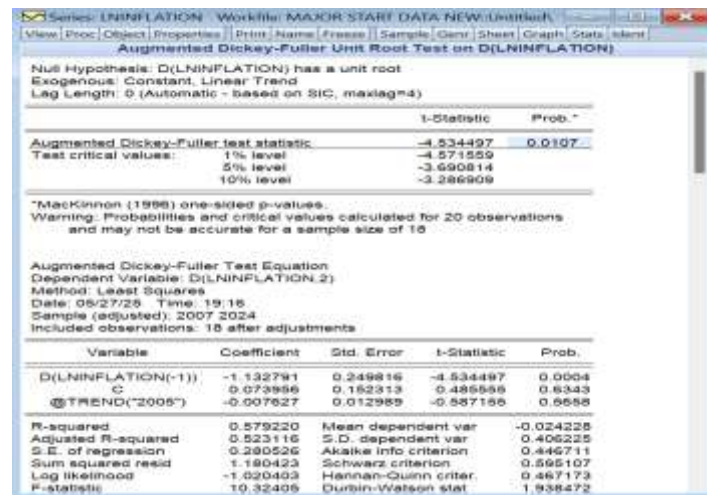 Series: LNINFLATION Workfile: MAJOR START DATA NEW::Untitled\
View Proc Object Properties Print Name Freeze Sample Genr Sheet Graph Stats Ident
Augmented Dickey-Fuller Unit Root Test on D(LNINFLATION)
Null Hypothesis: D(LNINFLATION) has a unit root
Exogenous: Constant, Linear Trend
Lag Length: 0 (Automatic - based on SIC, maxlag=4)
t-Statistic Prob.*
Augmented Dickey-Fuller test statistic -4.534497 0.0107
Test critical values: 1% level -4.571559
5% level -3.690814
10% level -3.286909
*MacKinnon (1996) one-sided p-values.
Warning: Probabilities and critical values calculated for 20 observations
and may not be accurate for a sample size of 18
Augmented Dickey-Fuller Test Equation
Dependent Variable: D(LNINFLATION,2)
Method: Least Squares
Date: 05/27/25 Time: 19:16
Sample (adjusted): 2007 2024
Included observations: 18 after adjustments
Variable Coefficient Std. Error t-Statistic Prob.
D(LNINFLATION(-1)) -1.132791 0.249816 -4.534497 0.0004
C 0.073956 0.152313 0.485555 0.6343
@TREND("2005") -0.007627 0.012989 -0.587166 0.5658
R-squared 0.579220 Mean dependent var -0.024228
Adjusted R-squared 0.523116 S.D. dependent var 0.406225
S.E. of regression 0.280526 Akaike info criterion 0.446711
Sum squared resid 1.180423 Schwarz criterion 0.595107
Log likelihood -1.020403 Hannan-Quinn criter. 0.467173
F-statistic 10.32405 Durbin-Watson stat 1.938472